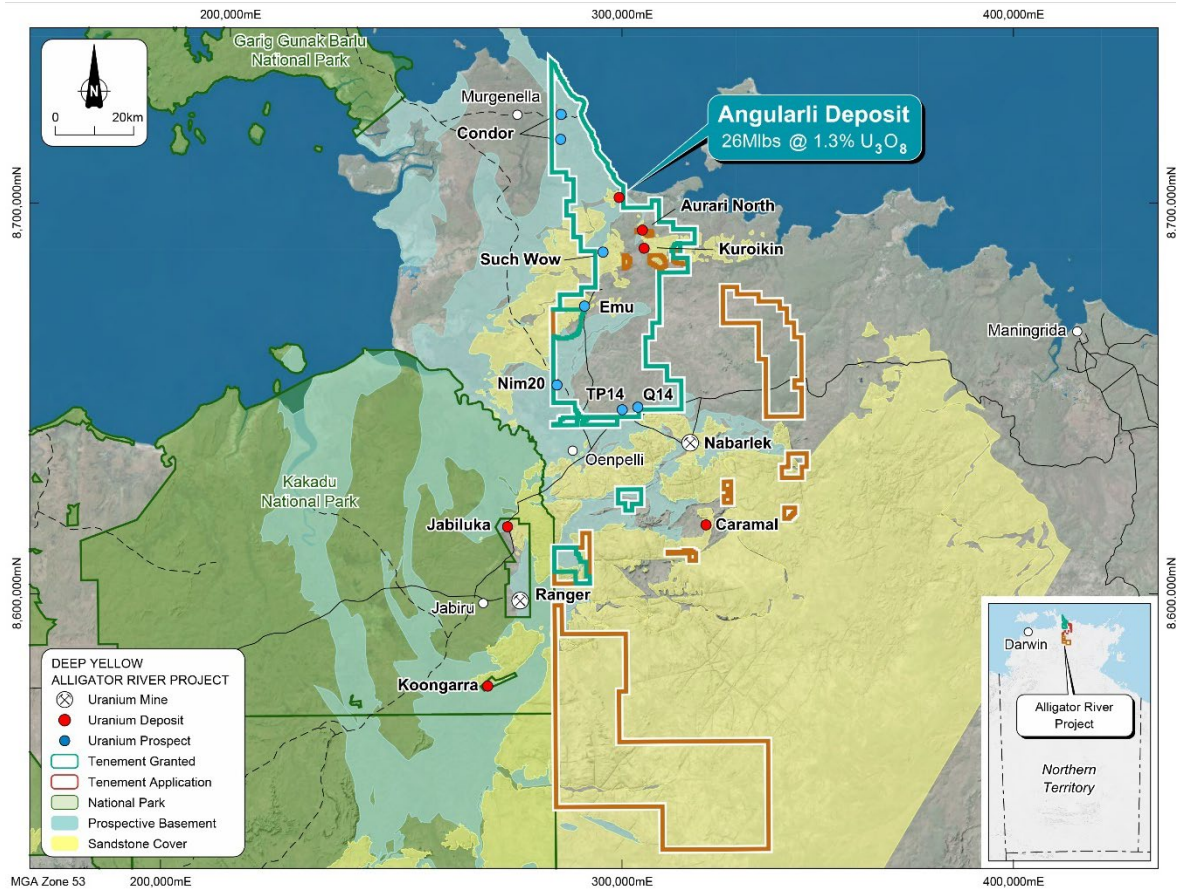 200,000mE
300,000mE
400,000mE
Garig Gunak Barlu
National Park
N
0
20km
Murgenella
Condor
Angularli Deposit
26Mlbs @ 1.3% U₃O₈
8,700,000mN
8,700,000mN
Aurari North
Kuroikin
Such Wow
Emu
Maningrida
Nim20
TP14
Q14
Nabarlek
Oenpelli
Kakadu
National Park
Jabiluka
Caramal
Ranger
Jabiru
8,600,000mN
8,600,000mN
Koongarra
DEEP YELLOW
ALLIGATOR RIVER PROJECT
Uranium Mine
Uranium Deposit
Uranium Prospect
Tenement Granted
Tenement Application
National Park
Prospective Basement
Sandstone Cover
Darwin
Alligator River
Project
Northern
Territory
MGA Zone 53
200,000mE
300,000mE
400,000mE